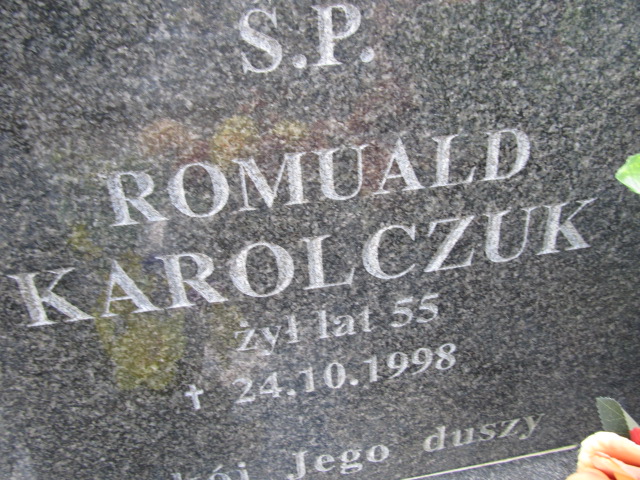 Ś.P.
ROMUALD
KAROLCZUK
żył lat 55
† 24.10.1998
Jego duszy